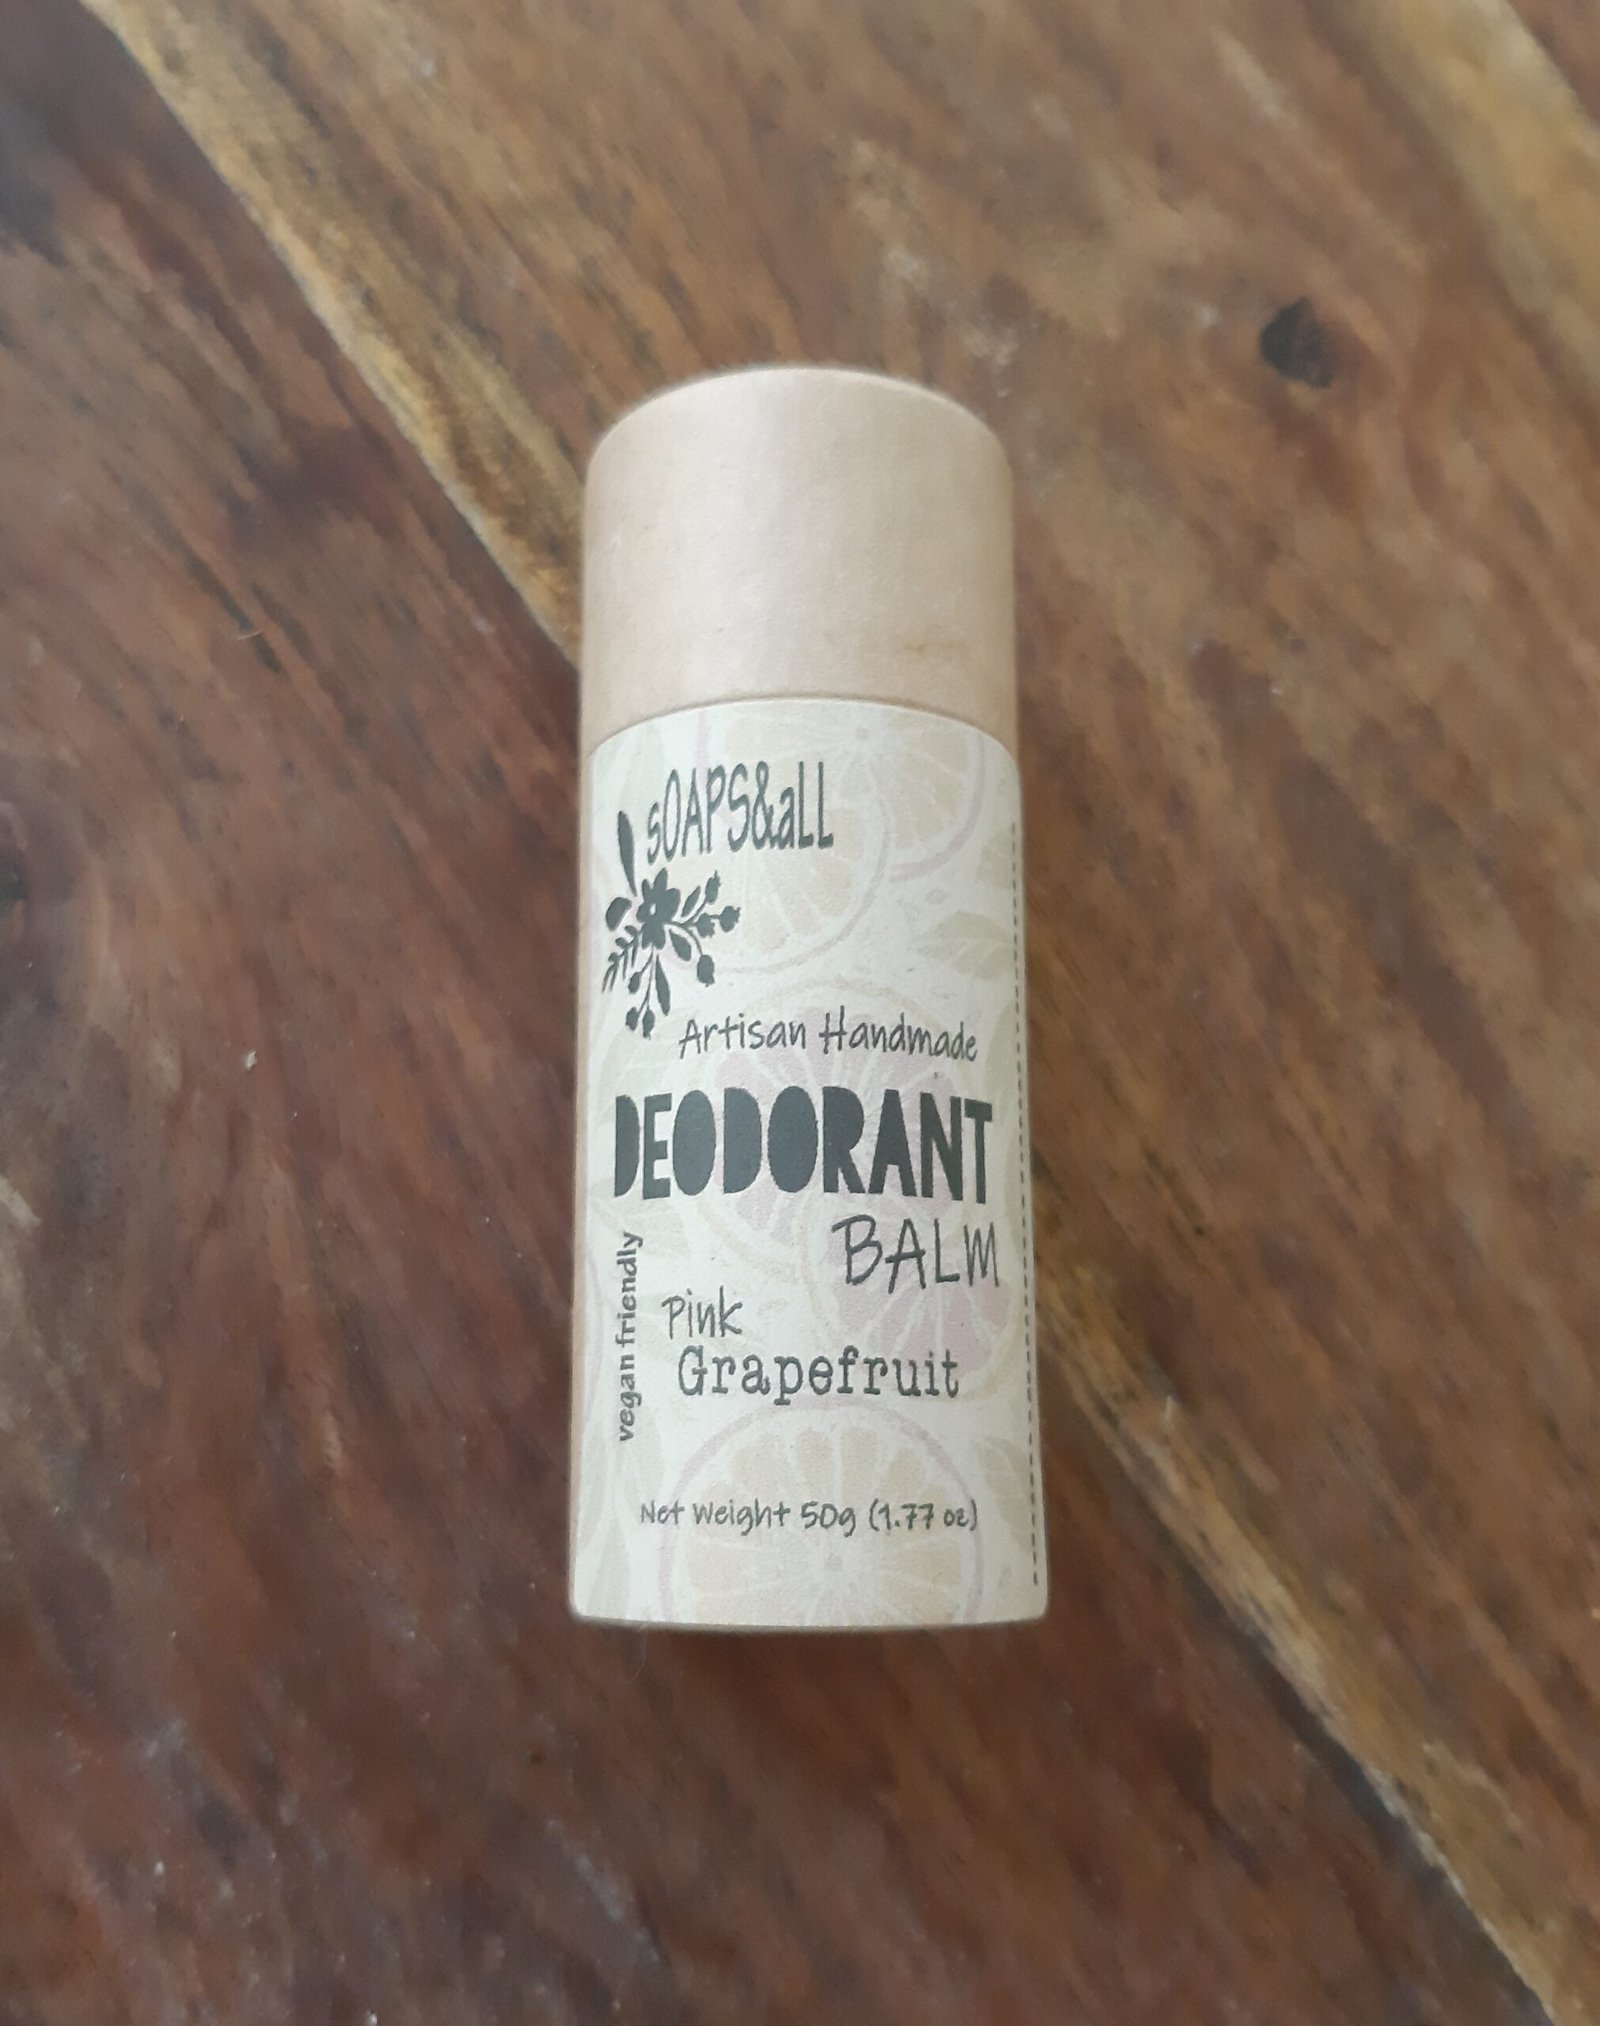 sOAPS&aLL
Artisan Handmade
DEODORANT
BALM
vegan friendly
Pink
Grapefruit
Net Weight 50g (1.77 oz)